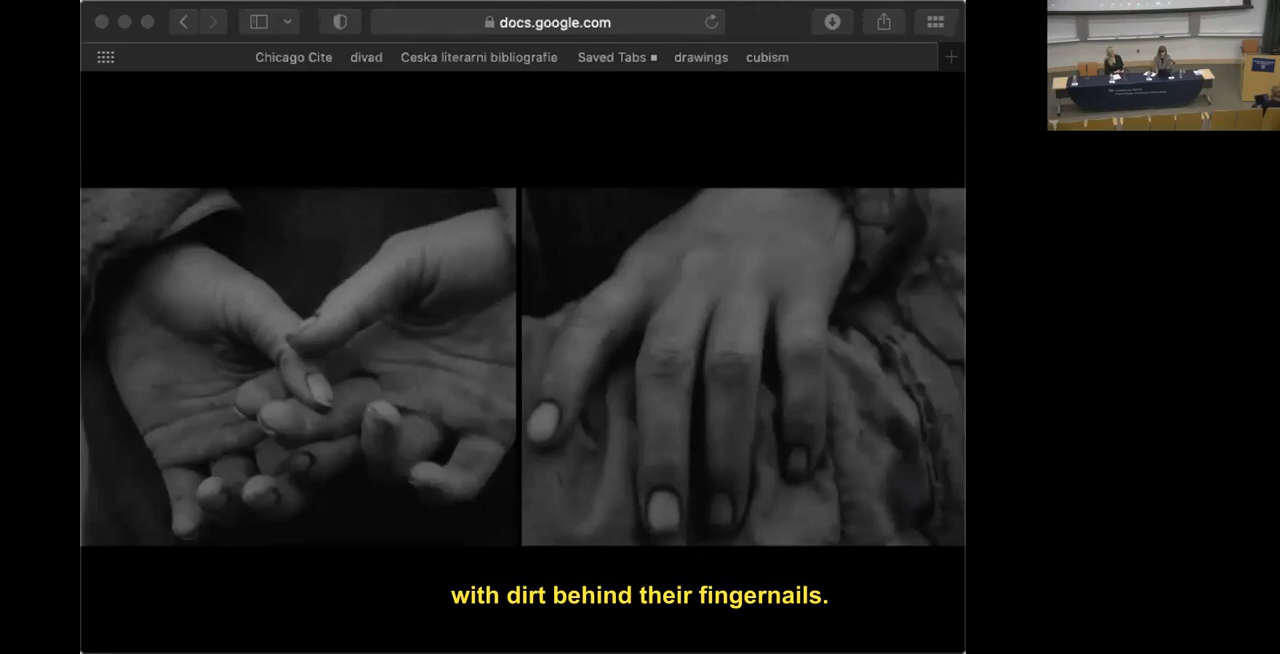 docs.google.com
Chicago Cite divad Ceska literarni bibliografie Saved Tabs drawings cubism
with dirt behind their fingernails.